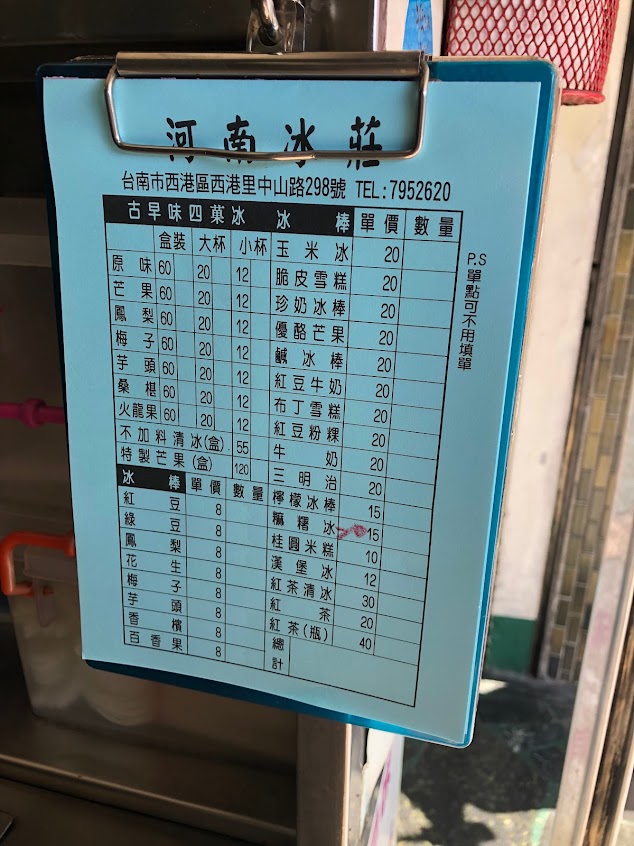 河南冰莊
台南市西港區西港里中山路298號 TEL:7952620
古早味四菓冰 冰棒 單價 數量
盒裝 大杯 小杯 玉米冰 20
原味 60 20 12 脆皮雪糕 20
芒果 60 20 12 珍奶冰棒 20
鳳梨 60 20 12 優酪芒果 20
梅子 60 20 12 鹹冰棒 20
芋頭 60 20 12 紅豆牛奶 20
桑椹 60 20 12 布丁雪糕 20
火龍果 60 20 12 紅豆粉粿 20
不加料清冰(盒) 55 牛奶 20
特製芒果(盒) 120 三明治 20
冰棒 單價 數量 檸檬冰棒 15
紅豆 8 麻糬冰 15
綠豆 8 桂圓米糕 10
鳳梨 8 漢堡冰 12
花生 8 紅茶清冰 30
梅子 8 紅茶 20
芋頭 8 紅茶(瓶) 40
香檳 8 總計
百香果 8
P.S單點可不用填單